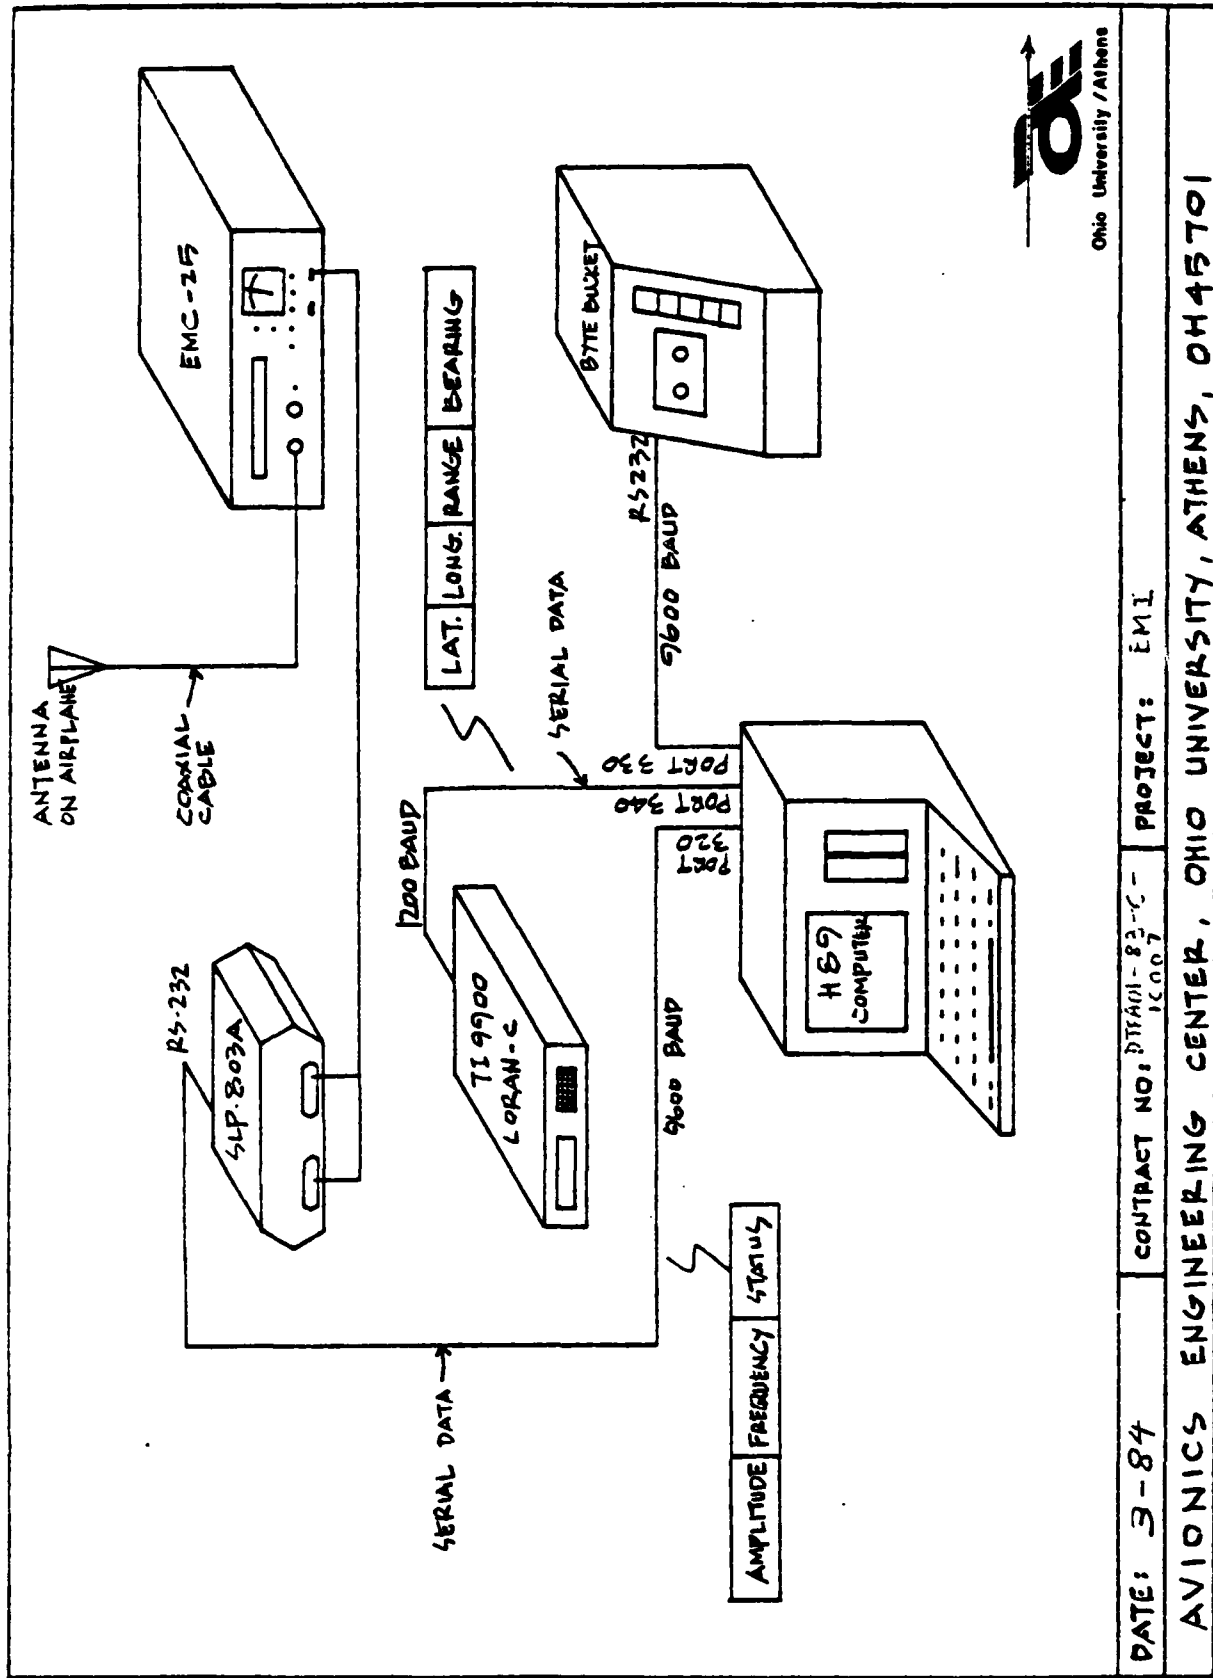 ANTENNA
ON AIRPLANE
COAXIAL
CABLE
EMC-25
RS-232
SLP-803A
SERIAL DATA
1200 BAUD
TI 9900
LORAN-C
LAT. LONG. RANGE BEARING
SERIAL DATA
BYTE BUCKET
RS232
9600 BAUD
9600 BAUD
PORT
320
PORT 340
PORT 330
AMPLITUDE FREQUENCY STATUS
H89
COMPUTER
Ohio University/Athens
DATE: 3-84
CONTRACT NO:
PROJECT: EMI
AVIONICS ENGINEERING CENTER, OHIO UNIVERSITY, ATHENS, OH 45701